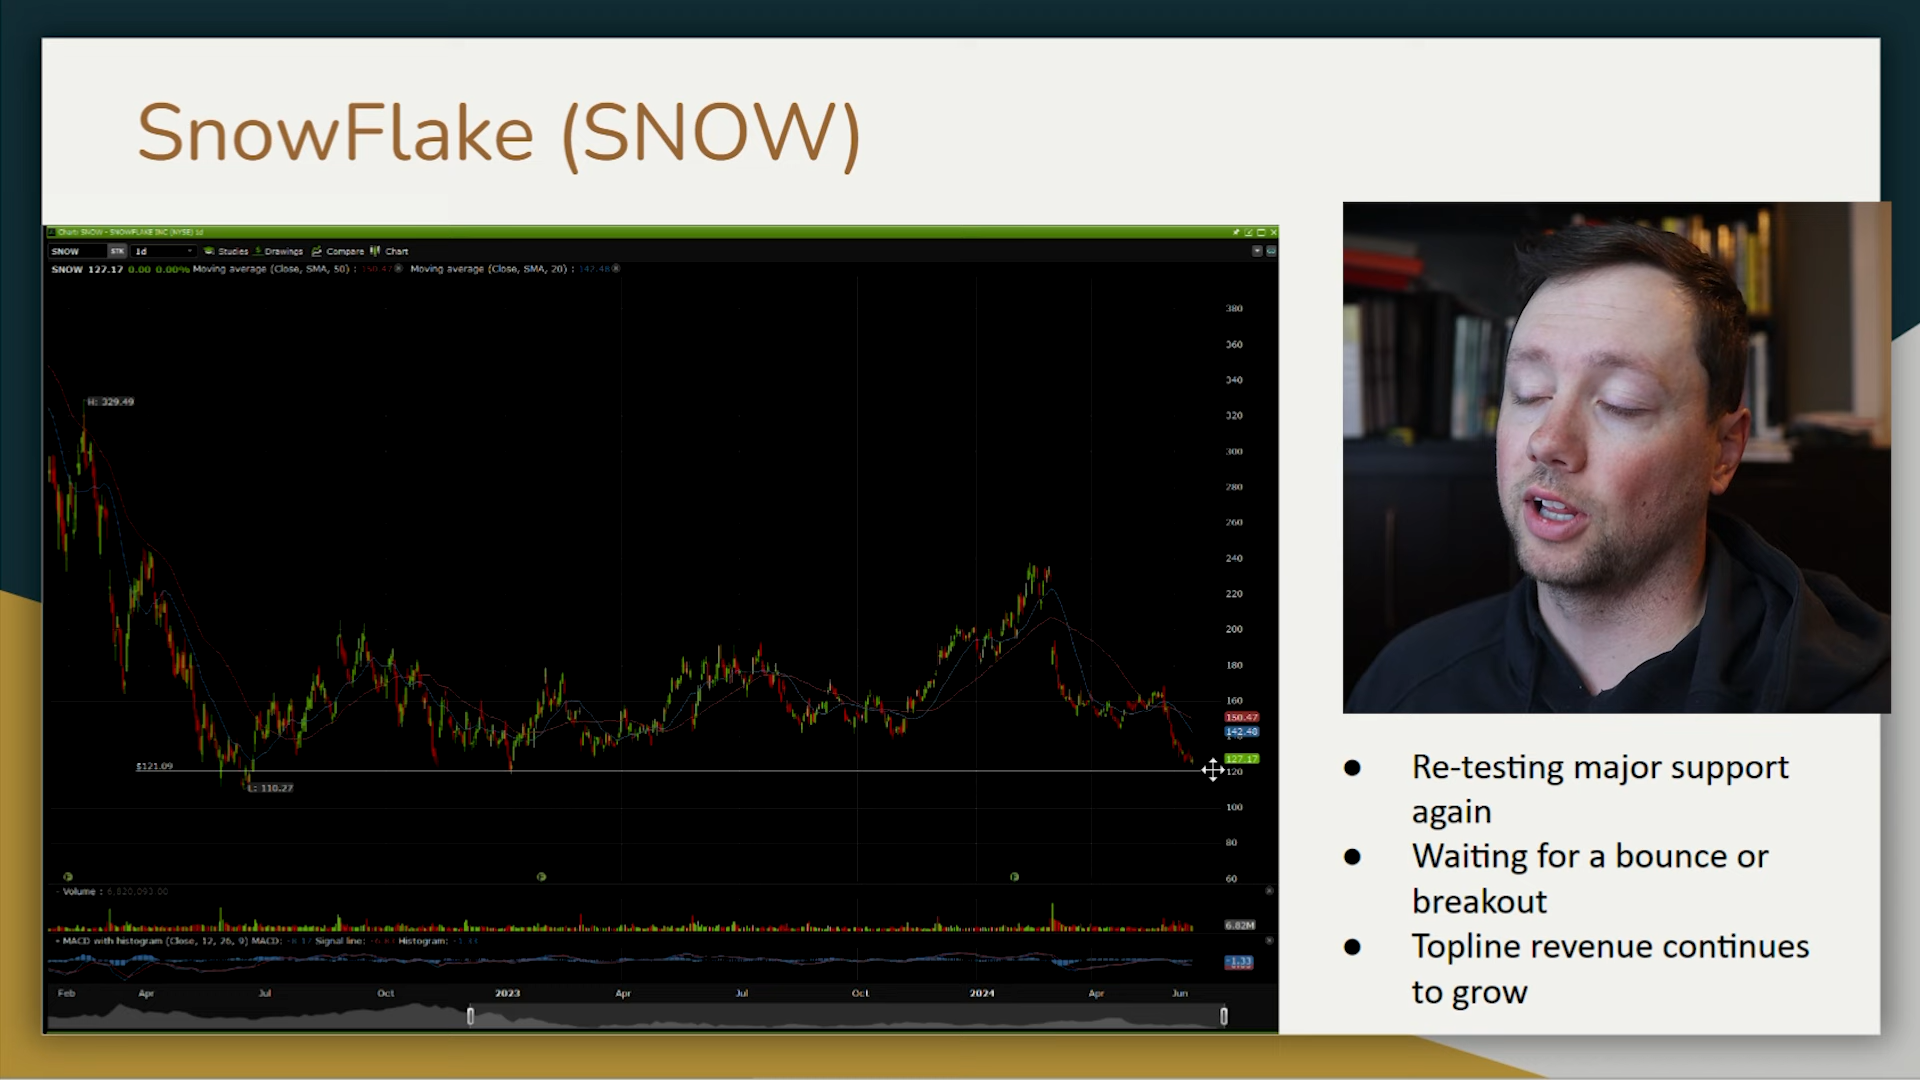 SnowFlake (SNOW)
Chart: SNOW - SNOWFLAKE INC (NYSE) 1d
SNOW STK 1d Studies Drawings Compare Chart
SNOW 127.17 0.00 0.00% Moving average (Close, SMA, 50) : 150.47 Moving average (Close, SMA, 20) : 142.48
380
360
340
H: 329.49
320
300
280
260
240
220
200
180
160
150.47
142.48
127.17
$121.09
120
L: 110.27
100
80
60
Volume : 6,820,093.00
6.82M
MACD with histogram (Close, 12, 26, 9) MACD: Signal line: Histogram:
-1.33
Feb Apr Jul Oct 2023 Apr Jul Oct 2024 Apr Jun
● Re-testing major support
again
● Waiting for a bounce or
breakout
● Topline revenue continues
to grow